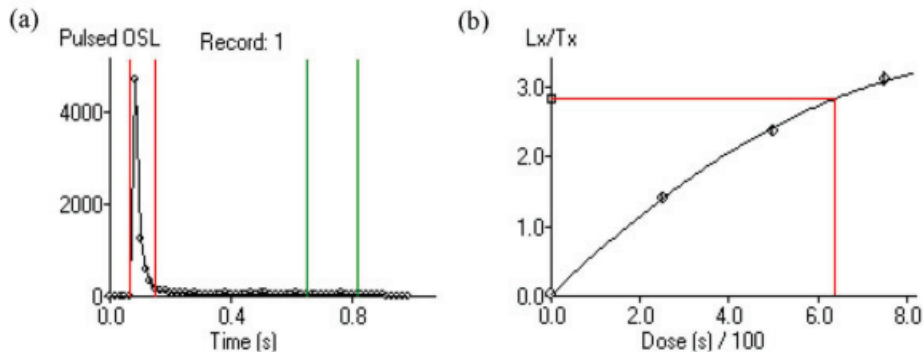 (a)
Pulsed OSL Record: 1
4000
2000
0
0.0 0.4 0.8
Time (s)
(b)
Lx/Tx
3.0
2.0
1.0
0.0
0.0 2.0 4.0 6.0 8.0
Dose (s) / 100